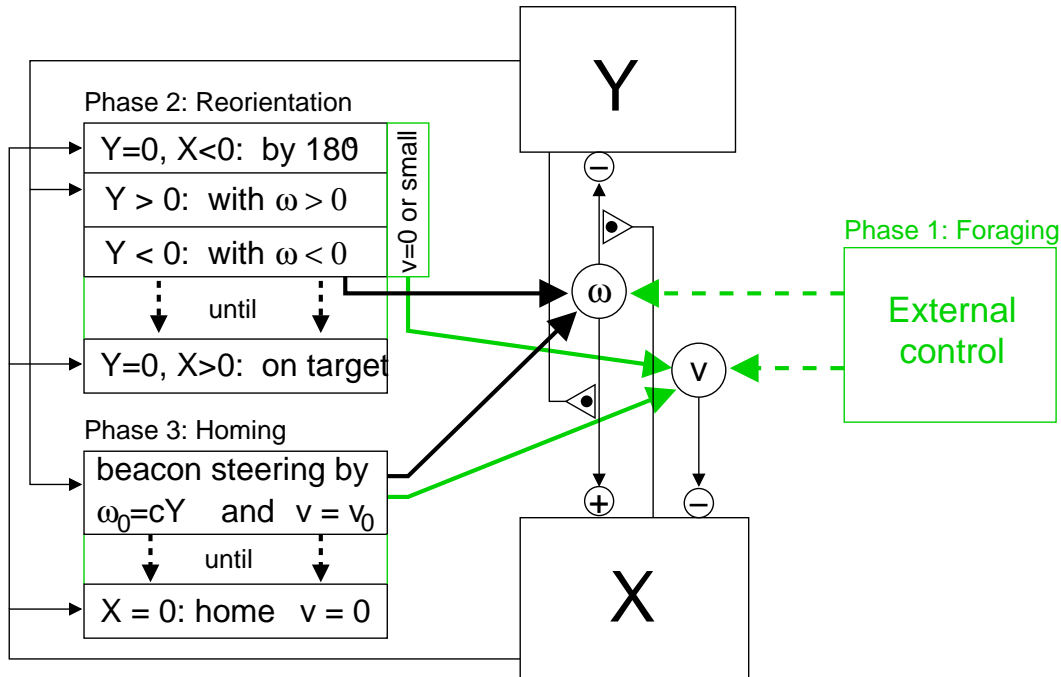 Y
Phase 2: Reorientation
Y=0, X<0: by 180°
Y > 0: with ω > 0
Y < 0: with ω < 0
v=0 or small
until
Y=0, X>0: on target
Phase 1: Foraging
External
control
−
ω
v
+
−
Phase 3: Homing
beacon steering by
ω₀=cY and v = v₀
until
X = 0: home v = 0
X